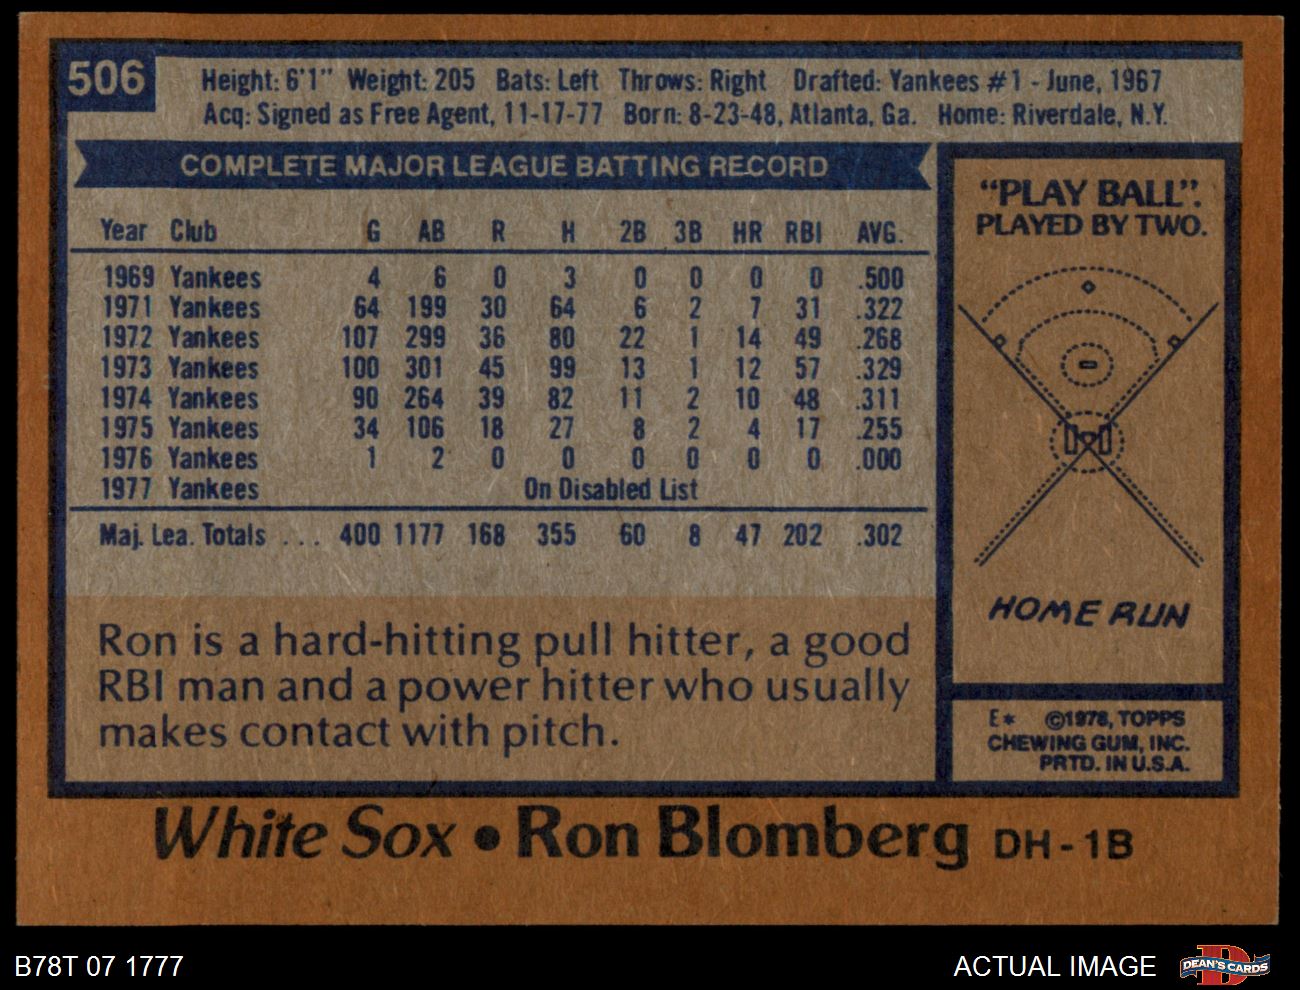 506
Height: 6'1" Weight: 205 Bats: Left Throws: Right Drafted: Yankees #1 - June, 1967
Acq: Signed as Free Agent, 11-17-77 Born: 8-23-48, Atlanta, Ga. Home: Riverdale, N.Y.
COMPLETE MAJOR LEAGUE BATTING RECORD
Year Club G AB R H 2B 3B HR RBI AVG.
1969 Yankees 4 6 0 3 0 0 0 0 .500
1971 Yankees 64 199 30 64 6 2 7 31 .322
1972 Yankees 107 299 36 80 22 1 14 49 .268
1973 Yankees 100 301 45 99 13 1 12 57 .329
1974 Yankees 90 264 39 82 11 2 10 48 .311
1975 Yankees 34 106 18 27 8 2 4 17 .255
1976 Yankees 1 2 0 0 0 0 0 0 .000
1977 Yankees On Disabled List
Maj. Lea. Totals . . . 400 1177 168 355 60 8 47 202 .302
Ron is a hard-hitting pull hitter, a good
RBI man and a power hitter who usually
makes contact with pitch.
"PLAY BALL".
PLAYED BY TWO.
HOME RUN
E* ©1978, TOPPS
CHEWING GUM, INC.
PRTD. IN U.S.A.
White Sox • Ron Blomberg DH - 1B
B78T 07 1777
ACTUAL IMAGE
DEAN'S CARDS